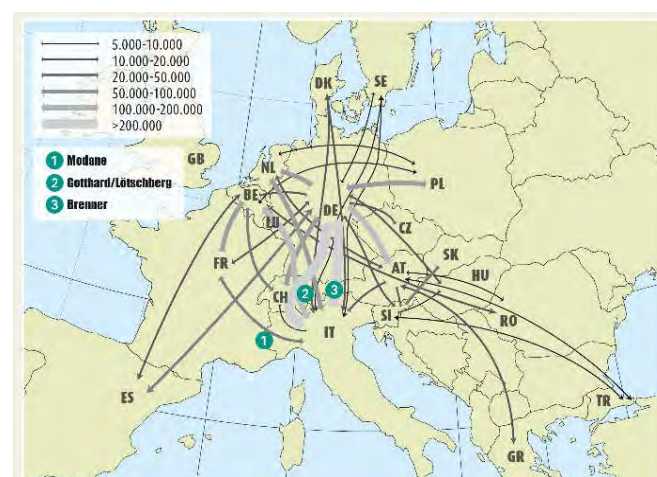 5.000-10.000
10.000-20.000
20.000-50.000
50.000-100.000
100.000-200.000
>200.000
1 Modane
2 Gotthard/Lötschberg
3 Brenner
DK
SE
GB
NL
BE
PL
DE
LU
CZ
SK
FR
AT
HU
CH
2
3
SI
RO
1
IT
ES
TR
GR